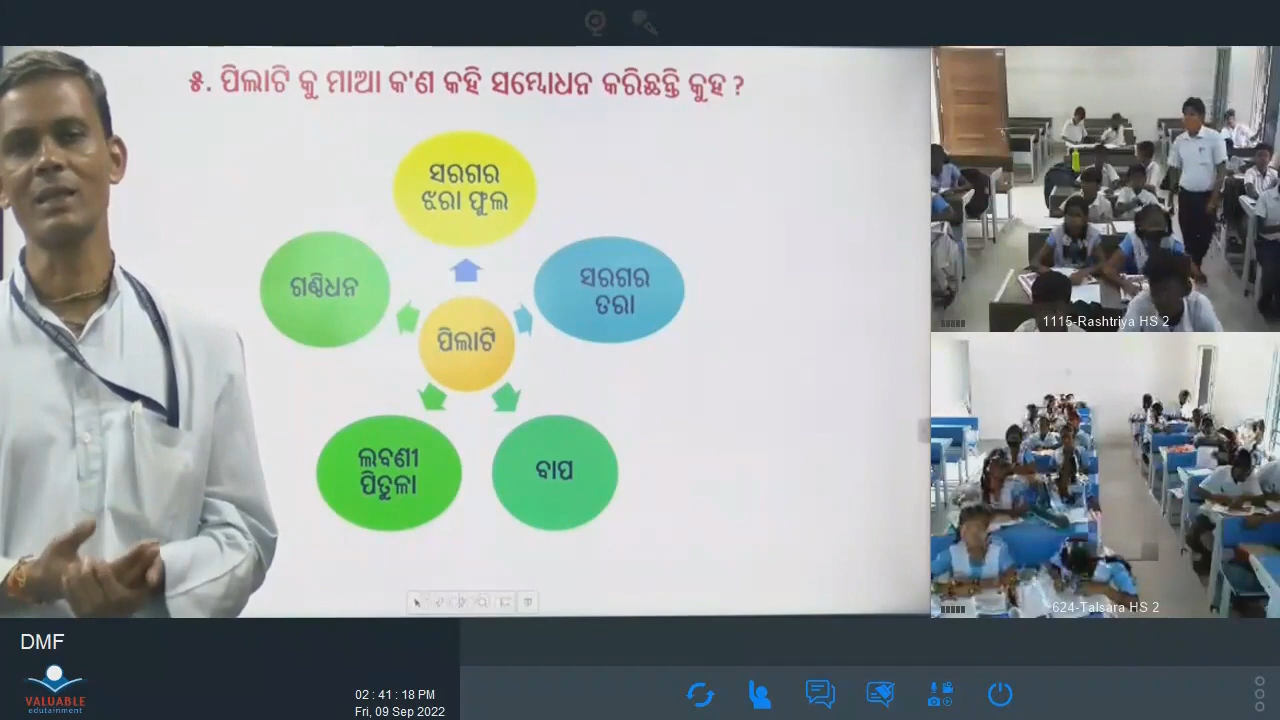 ୫. ପିଲାଟି କୁ ମାଆ କ'ଣ କହି ସମ୍ବୋଧନ କରିଛନ୍ତି କୁହ ?
ସରଗର
ଝରା ଫୁଲ
ଗଣ୍ଠିଧନ
ସରଗର
ତରା
ପିଲାଟି
ଲବଣୀ
ପିତୁଳା
ବାପ
1115-Rashtriya HS 2
624-Talsara HS 2
DMF
VALUABLE
edutainment
02 : 41 : 18 PM
Fri, 09 Sep 2022